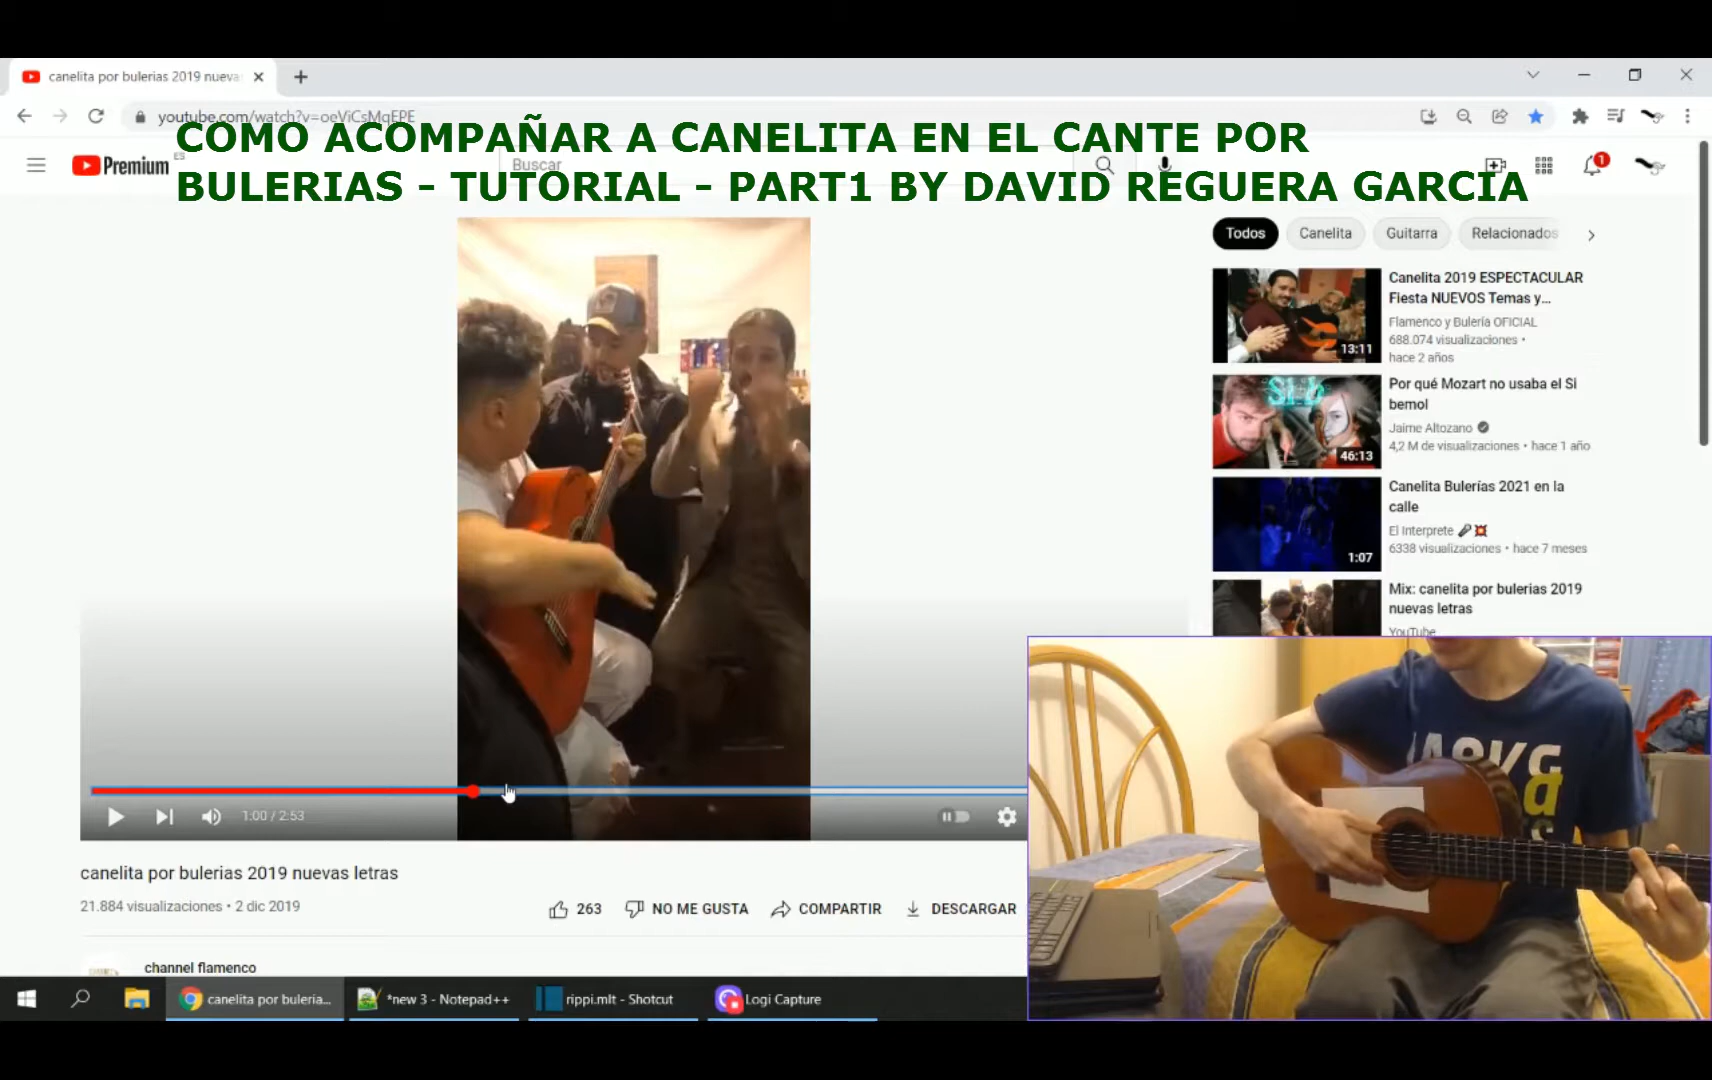 canelita por bulerias 2019 nueva
youtube.com/watch?v=oeViCsMqEPE
COMO ACOMPAÑAR A CANELITA EN EL CANTE POR
BULERIAS - TUTORIAL - PART1 BY DAVID REGUERA GARCIA
Premium ES
Buscar
1
Todos
Canelita
Guitarra
Relacionados
Canelita 2019 ESPECTACULAR
Fiesta NUEVOS Temas y...
Flamenco y Bulería OFICIAL
688.074 visualizaciones •
hace 2 años
13:11
Por qué Mozart no usaba el Si
bemol
Jaime Altozano
4,2 M de visualizaciones • hace 1 año
SI b
46:13
Canelita Bulerías 2021 en la
calle
El Interprete
6338 visualizaciones • hace 7 meses
1:07
Mix: canelita por bulerias 2019
nuevas letras
YouTube
1:00 / 2:53
canelita por bulerias 2019 nuevas letras
21.884 visualizaciones • 2 dic 2019
263
NO ME GUSTA
COMPARTIR
DESCARGAR
channel flamenco
canelita por buleria...
*new 3 - Notepad++
rippi.mlt - Shotcut
Logi Capture